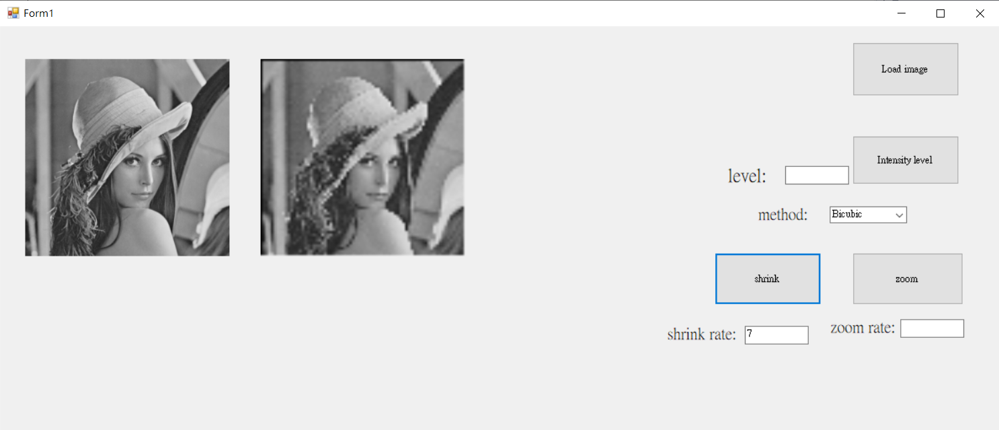 Form1
Load image
Intensity level
level:
method:
Bicubic
shrink
zoom
shrink rate:
7
zoom rate: